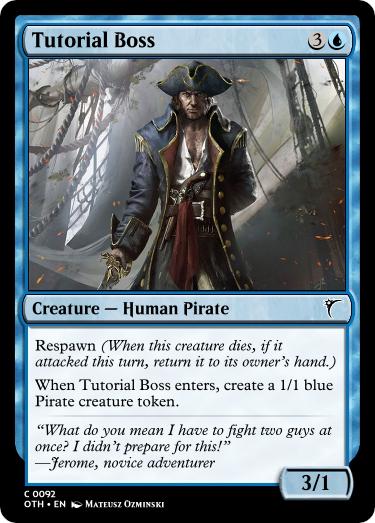 Tutorial Boss 3
Creature — Human Pirate
Respawn (When this creature dies, if it
attacked this turn, return it to its owner's hand.)
When Tutorial Boss enters, create a 1/1 blue
Pirate creature token.
“What do you mean I have to fight two guys at
once? I didn't prepare for this!”
—Jerome, novice adventurer
3/1
C 0092
OTH • EN Mateusz Ozminski